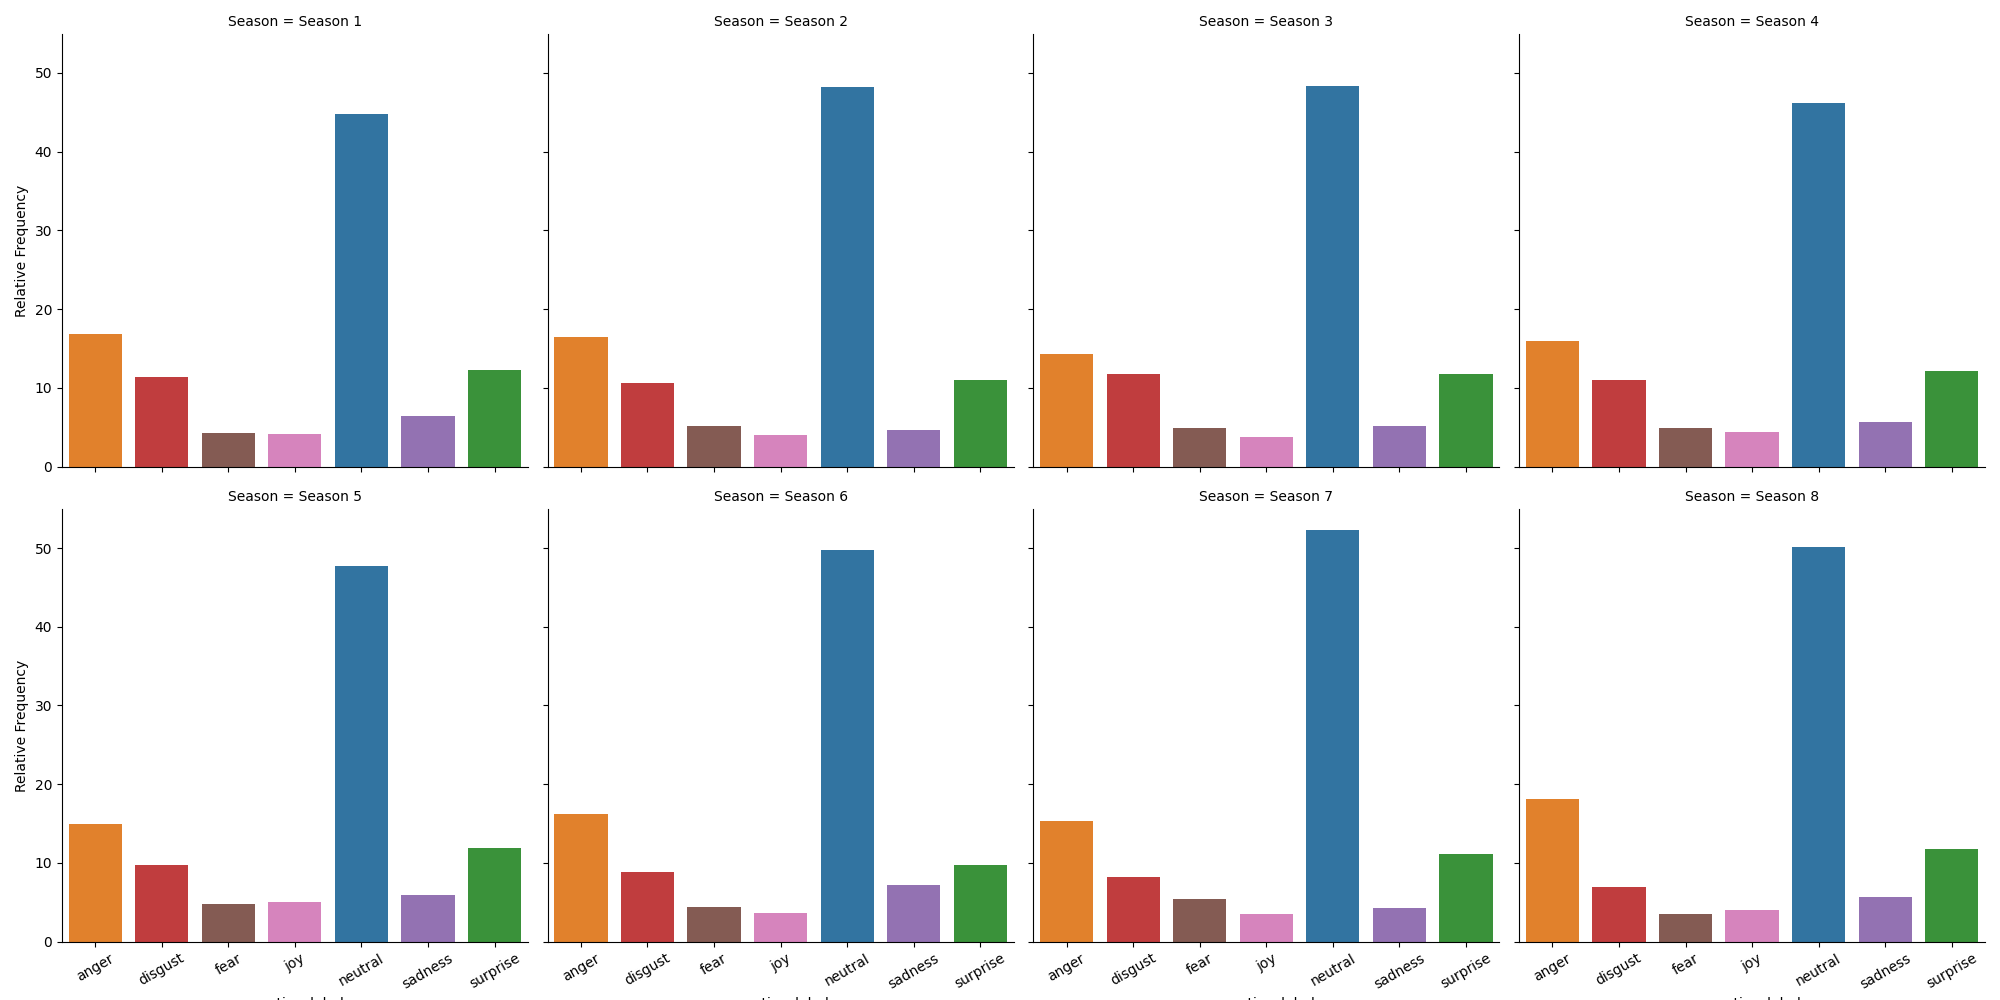 Season = Season 1
Season = Season 2
Season = Season 3
Season = Season 4
Relative Frequency
50
40
30
20
10
0
Season = Season 5
Season = Season 6
Season = Season 7
Season = Season 8
Relative Frequency
50
40
30
20
10
0
anger disgust fear joy neutral sadness surprise
anger disgust fear joy neutral sadness surprise
anger disgust fear joy neutral sadness surprise
anger disgust fear joy neutral sadness surprise